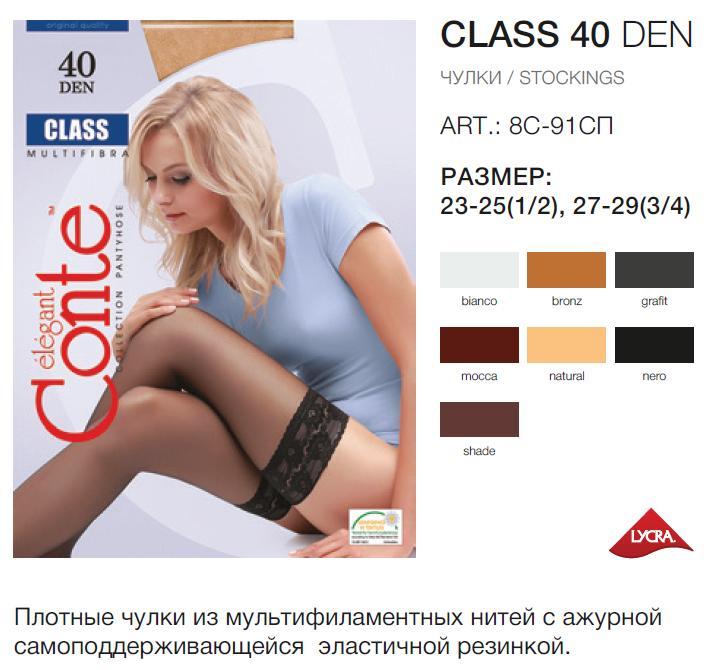 original quality
40
DEN
CLASS
MULTIFIBRA
élégant
Conte
TM
COLLECTION PANTYHOSE
CLASS 40 DEN
ЧУЛКИ / STOCKINGS
ART.: 8С-91СП
РАЗМЕР:
23-25(1/2), 27-29(3/4)
bianco
bronz
grafit
mocca
natural
nero
shade
LYCRA.
Плотные чулки из мультифиламентных нитей с ажурной
самоподдерживающейся эластичной резинкой.